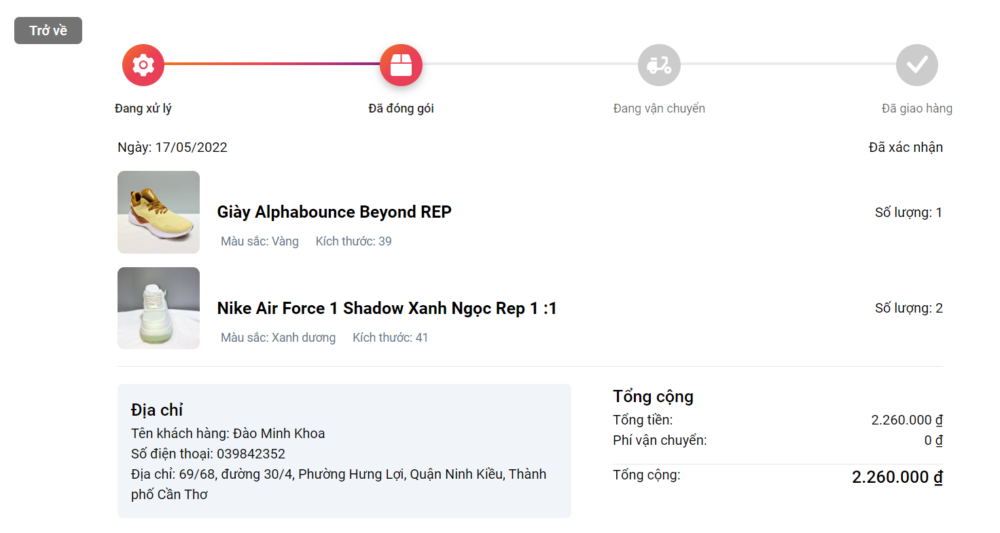 Trở về
Đang xử lý
Đã đóng gói
Đang vận chuyển
Đã giao hàng
Ngày: 17/05/2022
Đã xác nhận
Giày Alphabounce Beyond REP
Số lượng: 1
Màu sắc: Vàng Kích thước: 39
Nike Air Force 1 Shadow Xanh Ngọc Rep 1 :1
Số lượng: 2
Màu sắc: Xanh dương Kích thước: 41
Địa chỉ
Tên khách hàng: Đào Minh Khoa
Số điện thoại: 039842352
Địa chỉ: 69/68, đường 30/4, Phường Hưng Lợi, Quận Ninh Kiều, Thành
phố Cần Thơ
Tổng cộng
Tổng tiền: 2.260.000 ₫
Phí vận chuyển: 0 ₫
Tổng cộng: 2.260.000 ₫